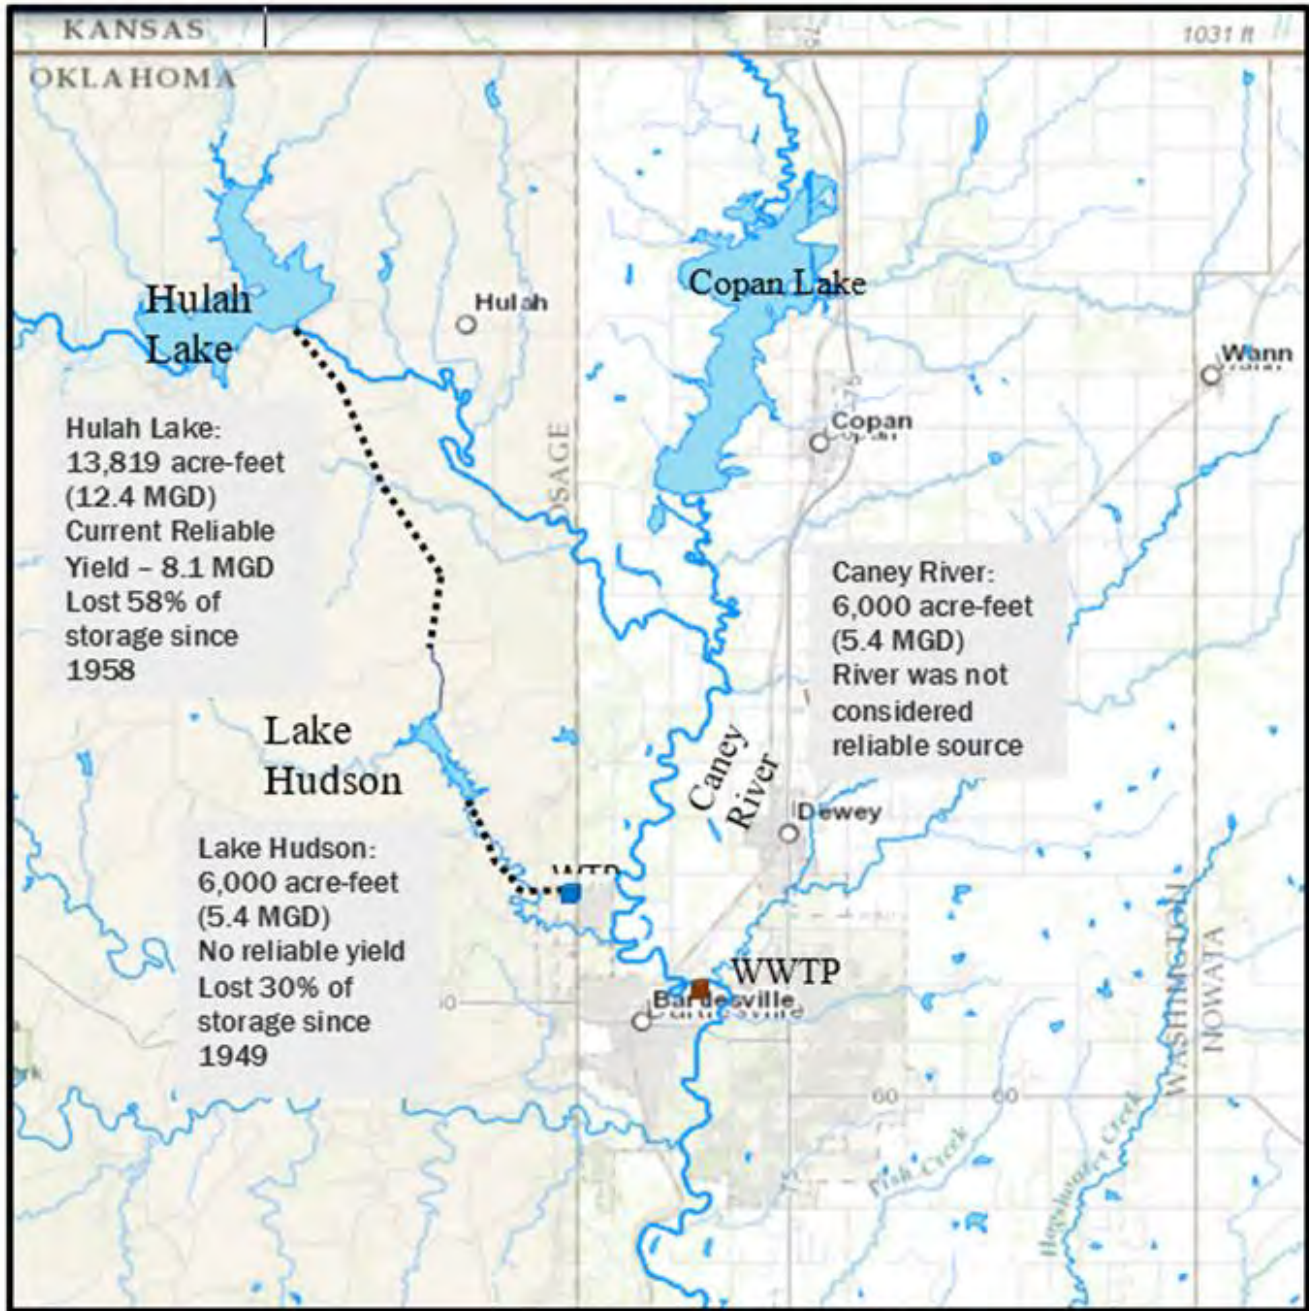 KANSAS
1031 ft
OKLAHOMA
Hulah
Lake
Hulah
Copan Lake
Wann
Copan
OSAGE
Hulah Lake:
13,819 acre-feet
(12.4 MGD)
Current Reliable
Yield – 8.1 MGD
Lost 58% of
storage since
1958
Caney River:
6,000 acre-feet
(5.4 MGD)
River was not
considered
reliable source
Lake
Hudson
Caney
River
Dewey
Lake Hudson:
6,000 acre-feet
(5.4 MGD)
No reliable yield
Lost 30% of
storage since
1949
WTP
WWTP
Bartlesville
WASHINGTON
NOWATA
60
60
Fish Creek
Hogshooter Creek